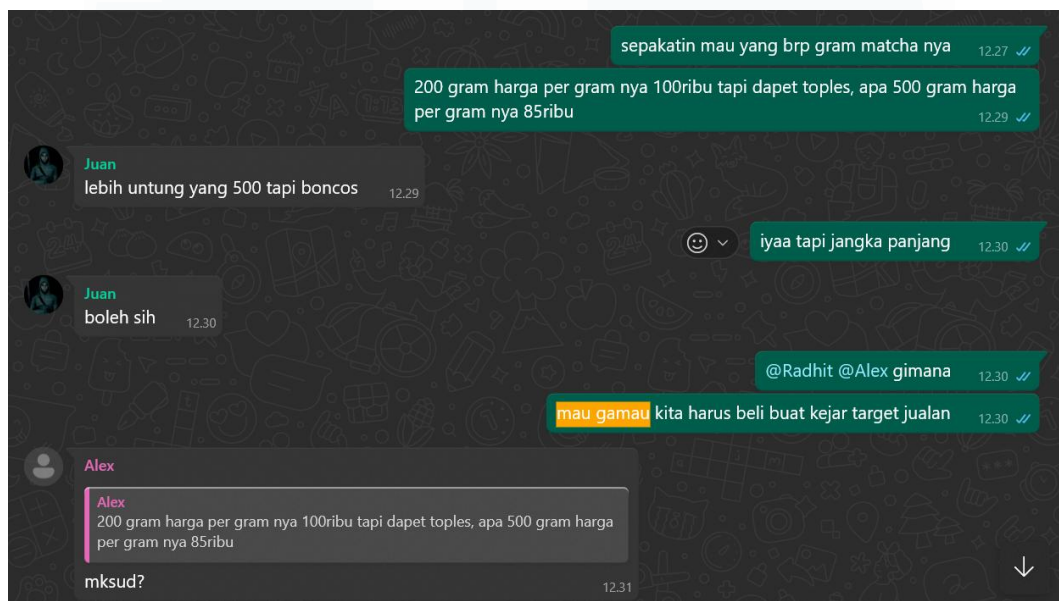 sepakatin mau yang brp gram matcha nya 12.27
200 gram harga per gram nya 100ribu tapi dapet toples, apa 500 gram harga
per gram nya 85ribu 12.29
Juan
lebih untung yang 500 tapi boncos 12.29
iyaa tapi jangka panjang 12.30
Juan
boleh sih 12.30
@Radhit @Alex gimana 12.30
mau gamau kita harus beli buat kejar target jualan 12.30
Alex
Alex
200 gram harga per gram nya 100ribu tapi dapet toples, apa 500 gram harga
per gram nya 85ribu
mksud? 12.31